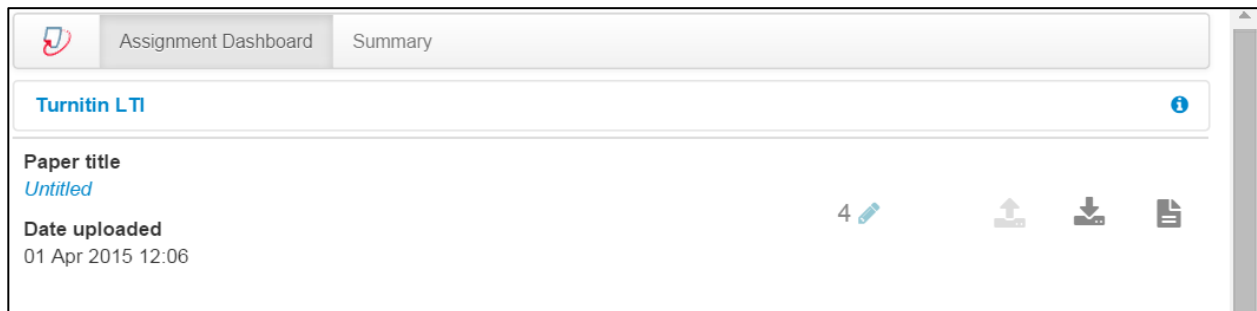 Assignment Dashboard Summary
Turnitin LTI
Paper title
Untitled
4
Date uploaded
01 Apr 2015 12:06